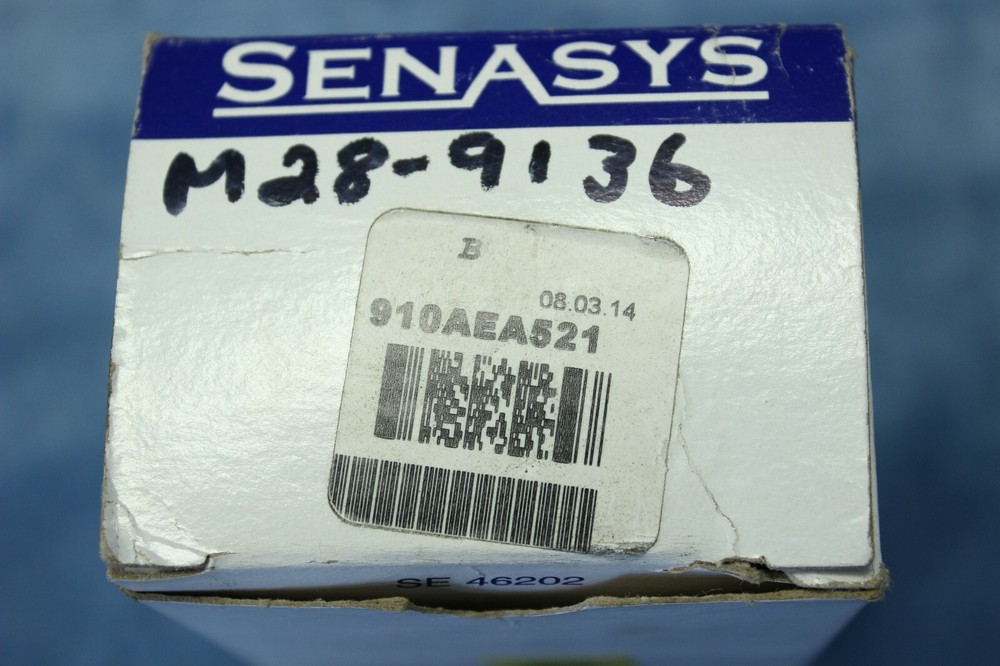 SENASYS
M28-9136
B
08.03.14
910AEA521
SE 46202